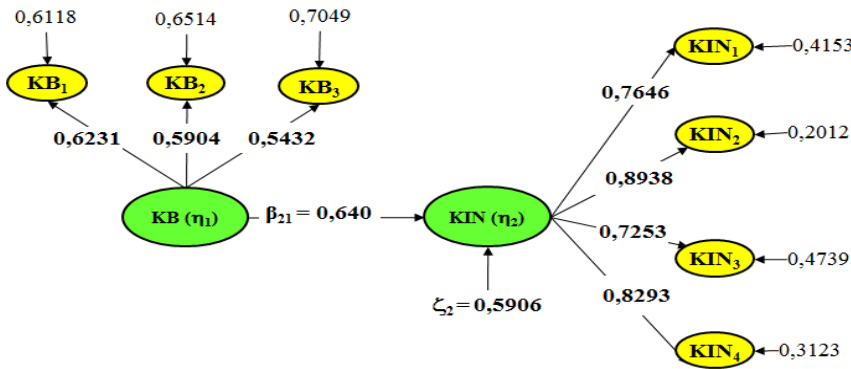 0,6118
0,6514
0,7049
KB₁
KB₂
KB₃
0,6231
0,5904
0,5432
KB (η₁)
β₂₁ = 0,640
KIN (η₂)
ζ₂ = 0,5906
0,7646
0,8938
0,7253
0,8293
KIN₁
0,4153
KIN₂
0,2012
KIN₃
0,4739
KIN₄
0,3123